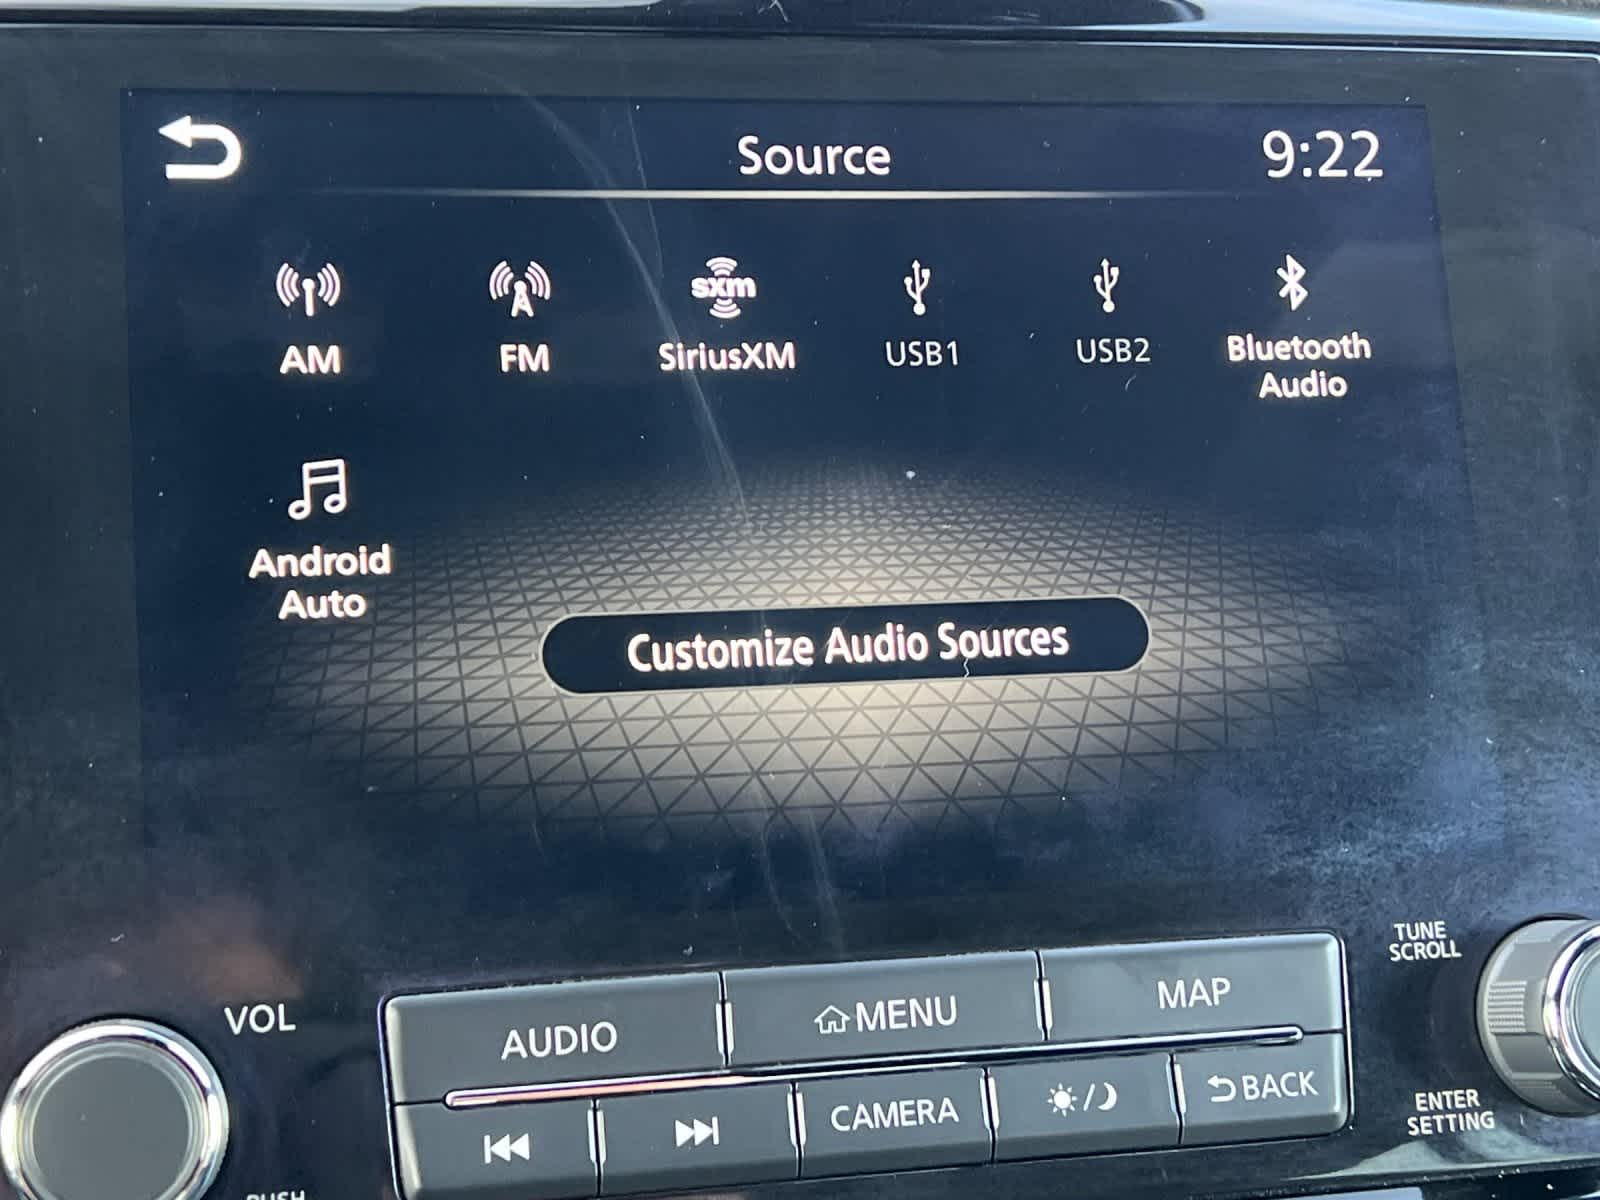 Source
9:22
sxm
AM
FM
SiriusXM
USB1
USB2
Bluetooth
Audio
Android
Auto
Customize Audio Sources
TUNE
SCROLL
VOL
AUDIO
MENU
MAP
CAMERA
BACK
ENTER
SETTING
PUSH